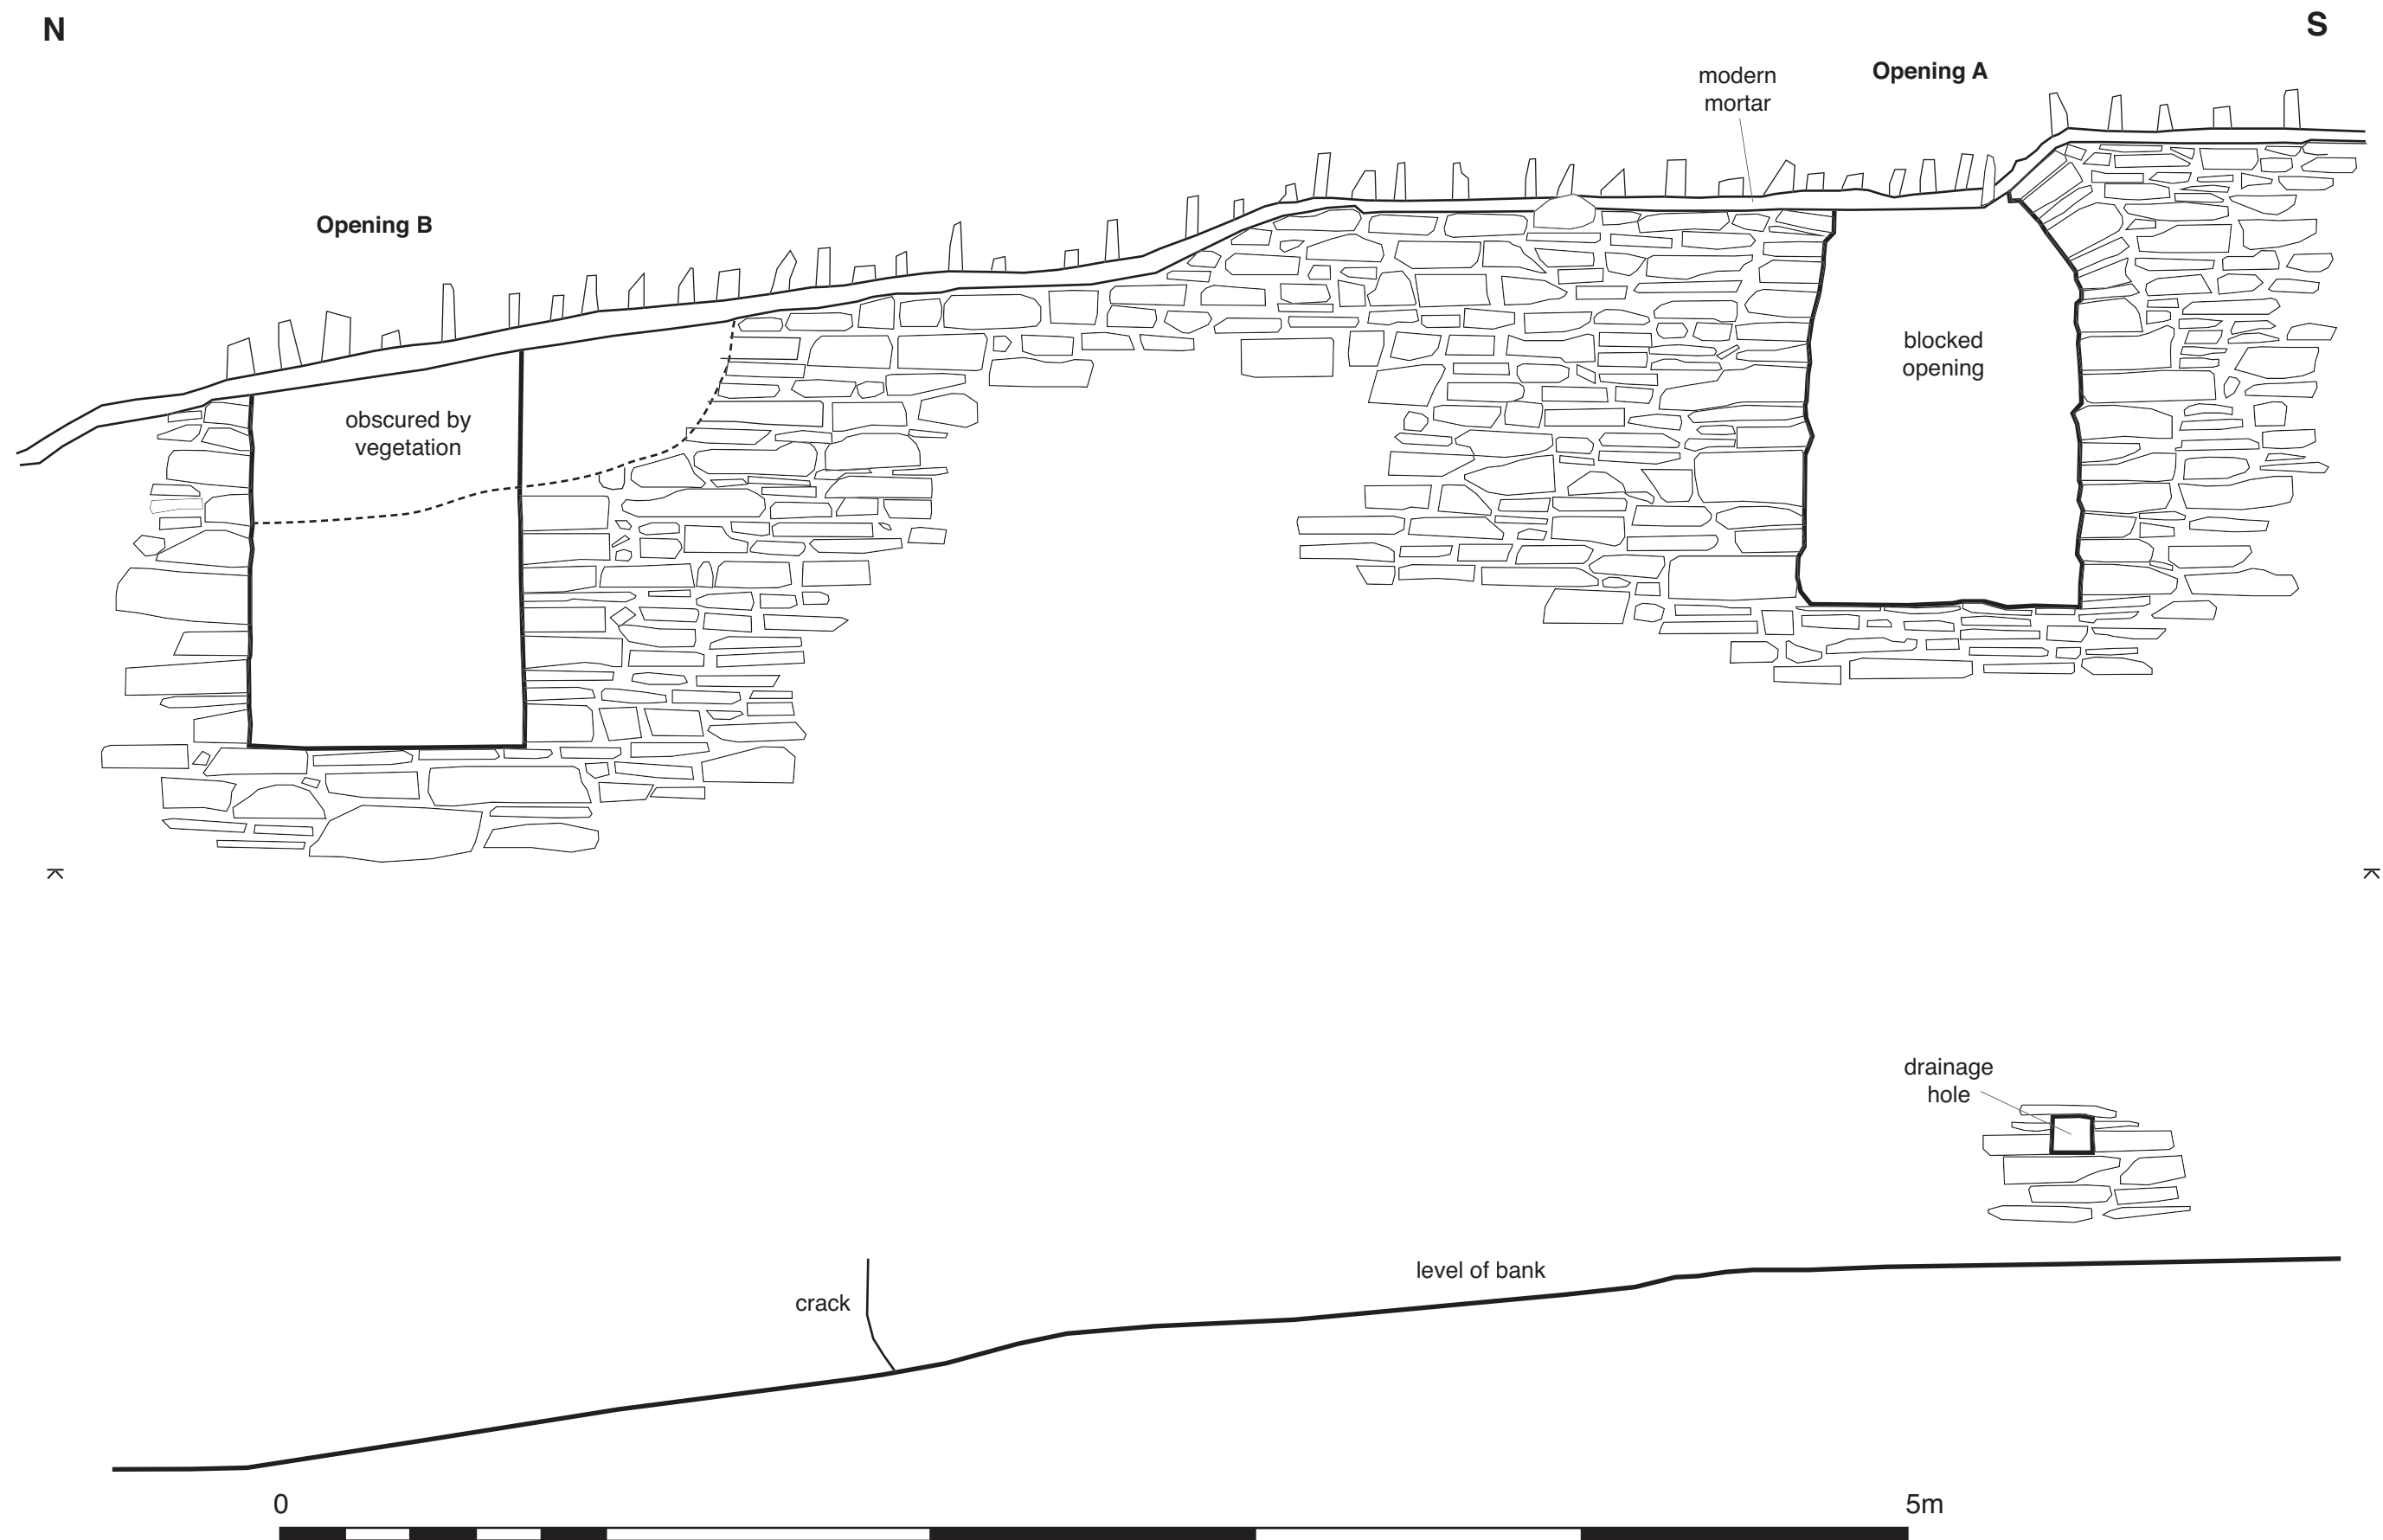 N
S
Opening A
modern
mortar
Opening B
blocked
opening
obscured by
vegetation
drainage
hole
level of bank
crack
0
5m